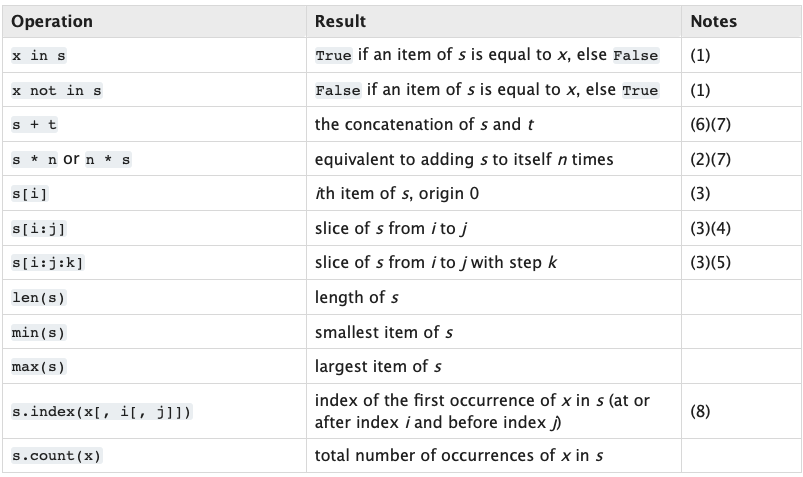 Operation Result Notes
x in s True if an item of s is equal to x, else False (1)
x not in s False if an item of s is equal to x, else True (1)
s + t the concatenation of s and t (6)(7)
s * n or n * s equivalent to adding s to itself n times (2)(7)
s[i] ith item of s, origin 0 (3)
s[i:j] slice of s from i to j (3)(4)
s[i:j:k] slice of s from i to j with step k (3)(5)
len(s) length of s
min(s) smallest item of s
max(s) largest item of s
s.index(x[, i[, j]]) index of the first occurrence of x in s (at or
after index i and before index j) (8)
s.count(x) total number of occurrences of x in s